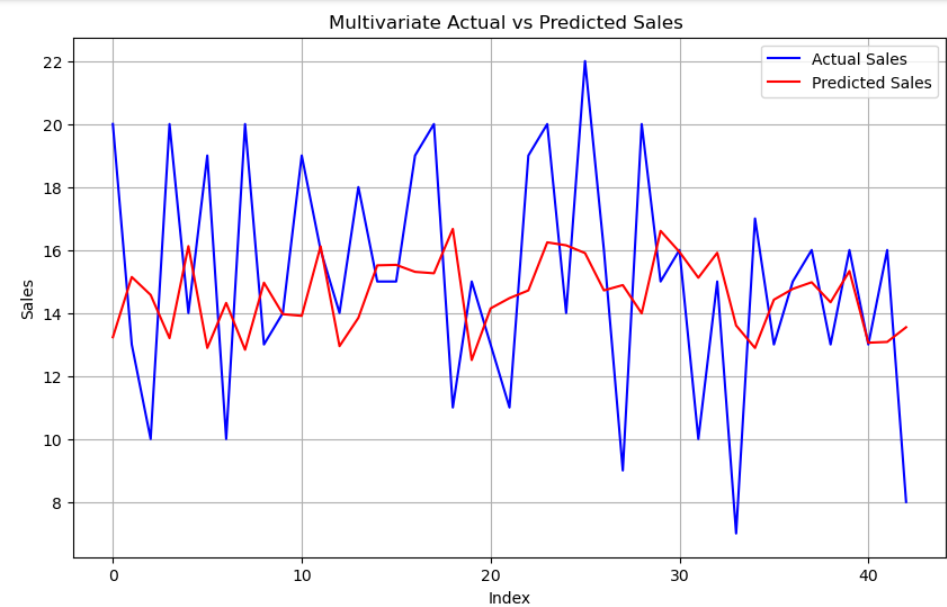 Multivariate Actual vs Predicted Sales
Actual Sales
Predicted Sales
22
20
18
16
14
12
10
8
Sales
0 10 20 30 40
Index